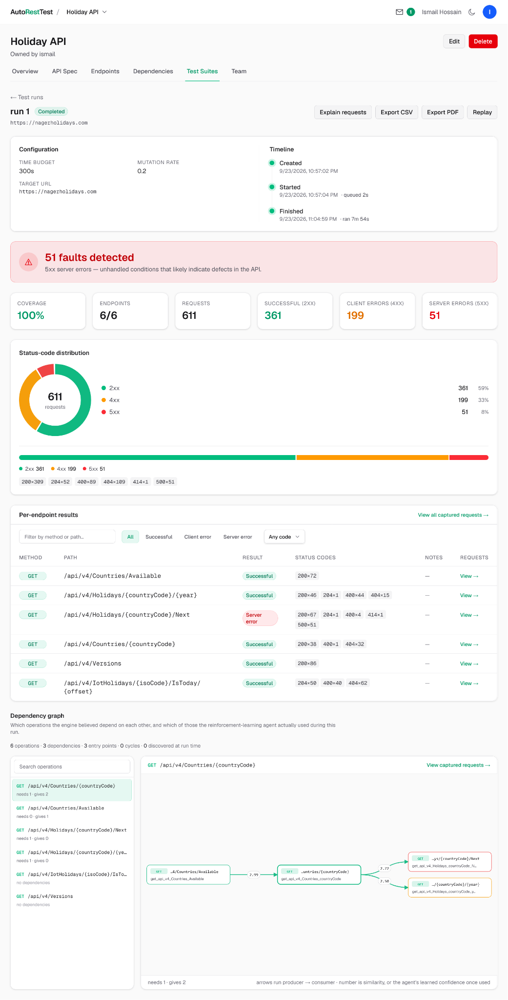 AutoRestTest / Holiday API
1 Ismail Hossain I
Holiday API
Edit Delete
Owned by ismail
Overview API Spec Endpoints Dependencies Test Suites Team
← Test runs
run 1 Completed
Explain requests Export CSV Export PDF Replay
https://nagerholidays.com
Configuration
TIME BUDGET MUTATION RATE
300s 0.2
TARGET URL
https://nagerholidays.com
Timeline
Created
9/23/2026, 10:57:02 PM
Started
9/23/2026, 10:57:04 PM · queued 2s
Finished
9/23/2026, 11:04:59 PM · ran 7m 54s
51 faults detected
5xx server errors — unhandled conditions that likely indicate defects in the API.
COVERAGE ENDPOINTS REQUESTS SUCCESSFUL (2XX) CLIENT ERRORS (4XX) SERVER ERRORS (5XX)
100% 6/6 611 361 199 51
Status-code distribution
611
requests
2xx 361 59%
4xx 199 33%
5xx 51 8%
2xx 361 4xx 199 5xx 51
200×309 204×52 400×89 404×109 414×1 500×51
Per-endpoint results View all captured requests →
Filter by method or path… All Successful Client error Server error Any code
METHOD PATH RESULT STATUS CODES NOTES REQUESTS
GET /api/v4/Countries/Available Successful 200×72 — View →
GET /api/v4/Holidays/{countryCode}/{year} Successful 200×46 204×1 400×44 404×15 — View →
GET /api/v4/Holidays/{countryCode}/Next Server error 200×67 204×1 400×4 414×1 — View →
500×51
GET /api/v4/Countries/{countryCode} Successful 200×38 400×1 404×32 — View →
GET /api/v4/Versions Successful 200×86 — View →
GET /api/v4/IotHolidays/{isoCode}/IsToday/ Successful 204×50 400×40 404×62 — View →
{offset}
Dependency graph
Which operations the engine believed depend on each other, and which of those the reinforcement-learning agent actually used during this
run.
6 operations · 3 dependencies · 3 entry points · 0 cycles · 0 discovered at run time
Search operations
GET /api/v4/Countries/{countryCode}
needs 1 · gives 2
GET /api/v4/Countries/Available
needs 0 · gives 1
GET /api/v4/Holidays/{countryCode}/Next
needs 1 · gives 0
GET /api/v4/Holidays/{countryCode}/{ye…
needs 1 · gives 0
GET /api/v4/IotHolidays/{isoCode}/IsTo…
no dependencies
GET /api/v4/Versions
no dependencies
GET /api/v4/Countries/{countryCode} View captured requests →
GET …4/Countries/Available
get_api_v4_Countries_Available
2.99
GET …untries/{countryCode}
get_api_v4_Countries_countryCode
2.72
2.50
GET …ys/{countryCode}/Next
get_api_v4_Holidays_countryCode_N…
GET …/{countryCode}/{year}
get_api_v4_Holidays_countryCode_y…
needs 1 · gives 2
arrows run producer → consumer · number is similarity, or the agent's learned confidence once used